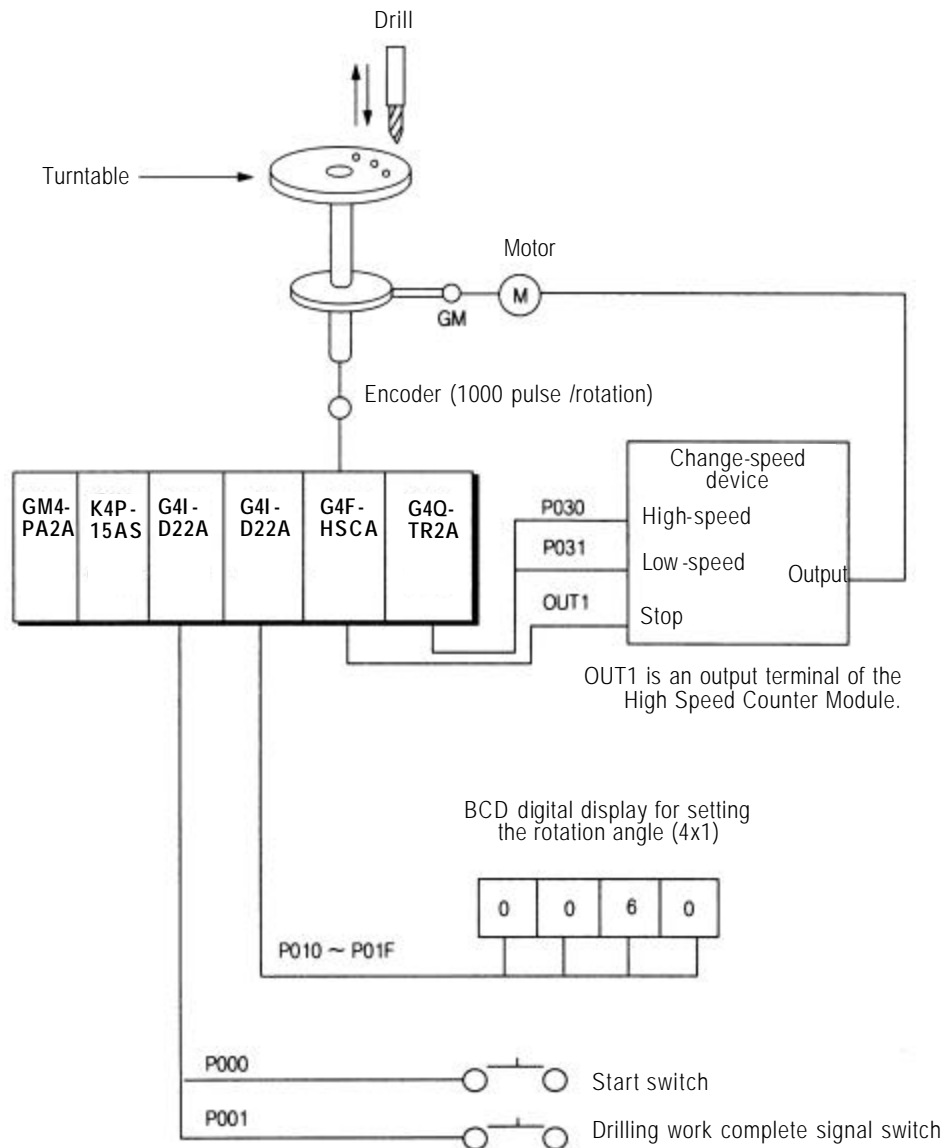 Drill
Turntable
Motor
M
GM
Encoder (1000 pulse /rotation)
GM4-
PA2A
K4P-
15AS
G4I-
D22A
G4I-
D22A
G4F-
HSCA
G4Q-
TR2A
P030
P031
OUT1
Change-speed
device
High-speed
Low-speed
Output
Stop
OUT1 is an output terminal of the
High Speed Counter Module.
BCD digital display for setting
the rotation angle (4x1)
0 0 6 0
P010 ~ P01F
P000
Start switch
P001
Drilling work complete signal switch